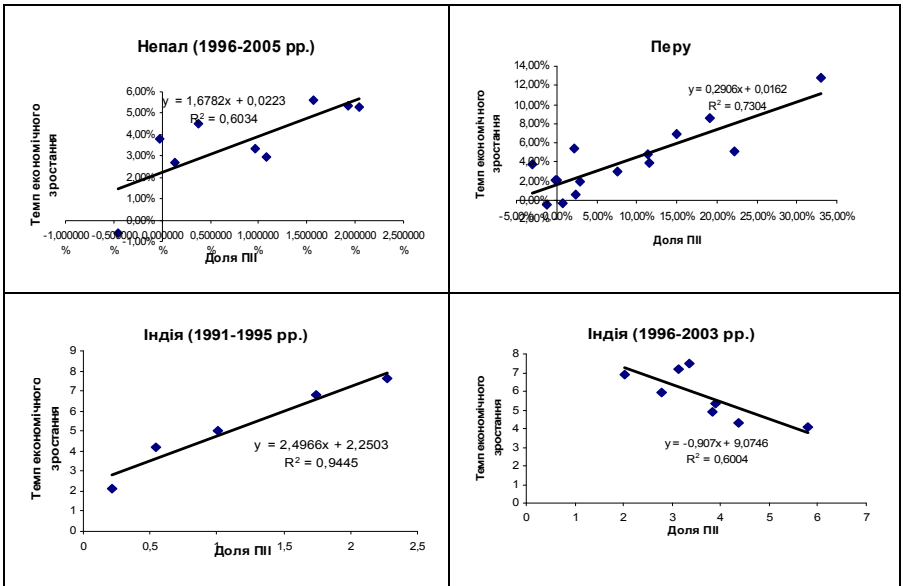 Непал (1996-2005 рр.)
6,00%
5,00%
4,00%
3,00%
2,00%
1,00%
0,00%
-1,00%
y = 1,6782x + 0,0223
R² = 0,6034
Темп економічного
зростання
-1,000000 -0,500000 0,000000 0,500000 1,000000 1,500000 2,000000 2,500000
% % % % % % % %
Доля ПІІ
Перу
14,00%
12,00%
10,00%
8,00%
6,00%
4,00%
2,00%
0,00%
-2,00%
y = 0,2906x + 0,0162
R² = 0,7304
Темп економічного
зростання
-5,00% 0,00% 5,00% 10,00% 15,00% 20,00% 25,00% 30,00% 35,00%
Доля ПІІ
Індія (1991-1995 рр.)
9
8
7
6
5
4
3
2
1
0
y = 2,4966x + 2,2503
R² = 0,9445
Темп економічного
зростання
0 0,5 1 1,5 2 2,5
Доля ПІІ
Індія (1996-2003 рр.)
8
7
6
5
4
3
2
1
0
y = -0,907x + 9,0746
R² = 0,6004
Темп економічного
зростання
0 1 2 3 4 5 6 7
Доля ПІІ